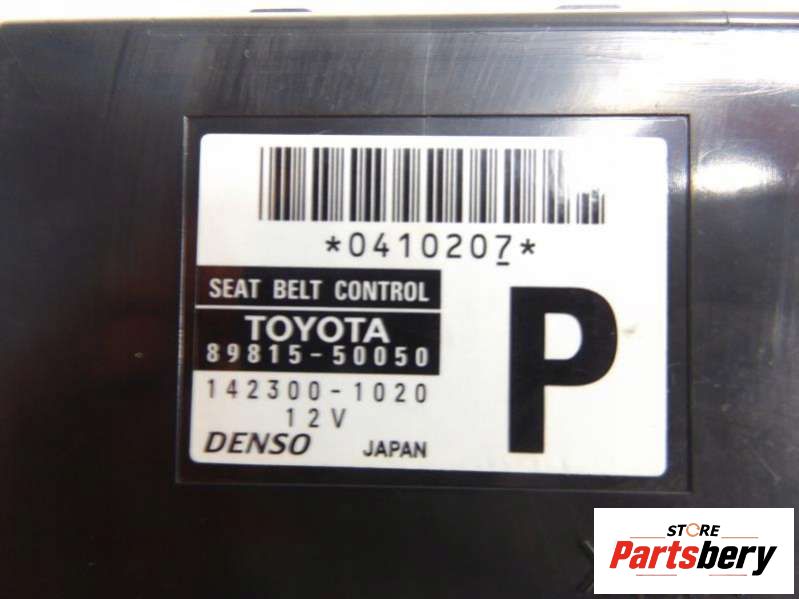 *0410207*
SEAT BELT CONTROL
TOYOTA
89815-50050
142300-1020
12V
DENSO JAPAN
P
STORE
Partsbery